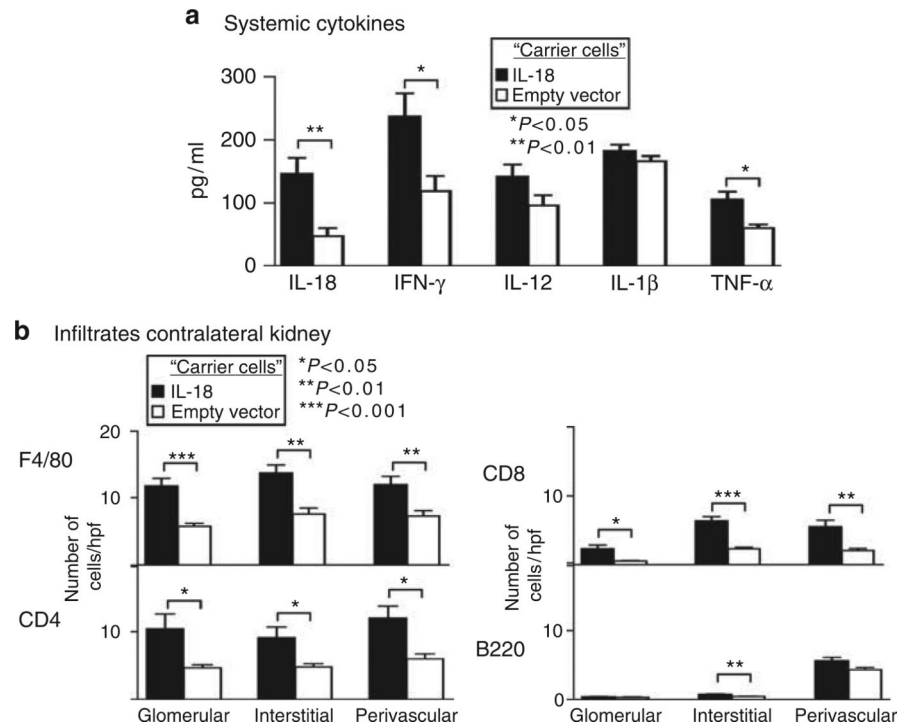 a Systemic cytokines
"Carrier cells"
IL-18
Empty vector
*P<0.05
**P<0.01
300
200
100
0
pg/ml
**
*
*
IL-18 IFN-γ IL-12 IL-1β TNF-α
b Infiltrates contralateral kidney
"Carrier cells"
IL-18
Empty vector
*P<0.05
**P<0.01
***P<0.001
F4/80
20
10
Number of
cells/hpf
*** ** **
CD4
10
* * *
Glomerular Interstitial Perivascular
CD8
10
Number of
cells/hpf
* *** **
B220
10
0
**
Glomerular Interstitial Perivascular